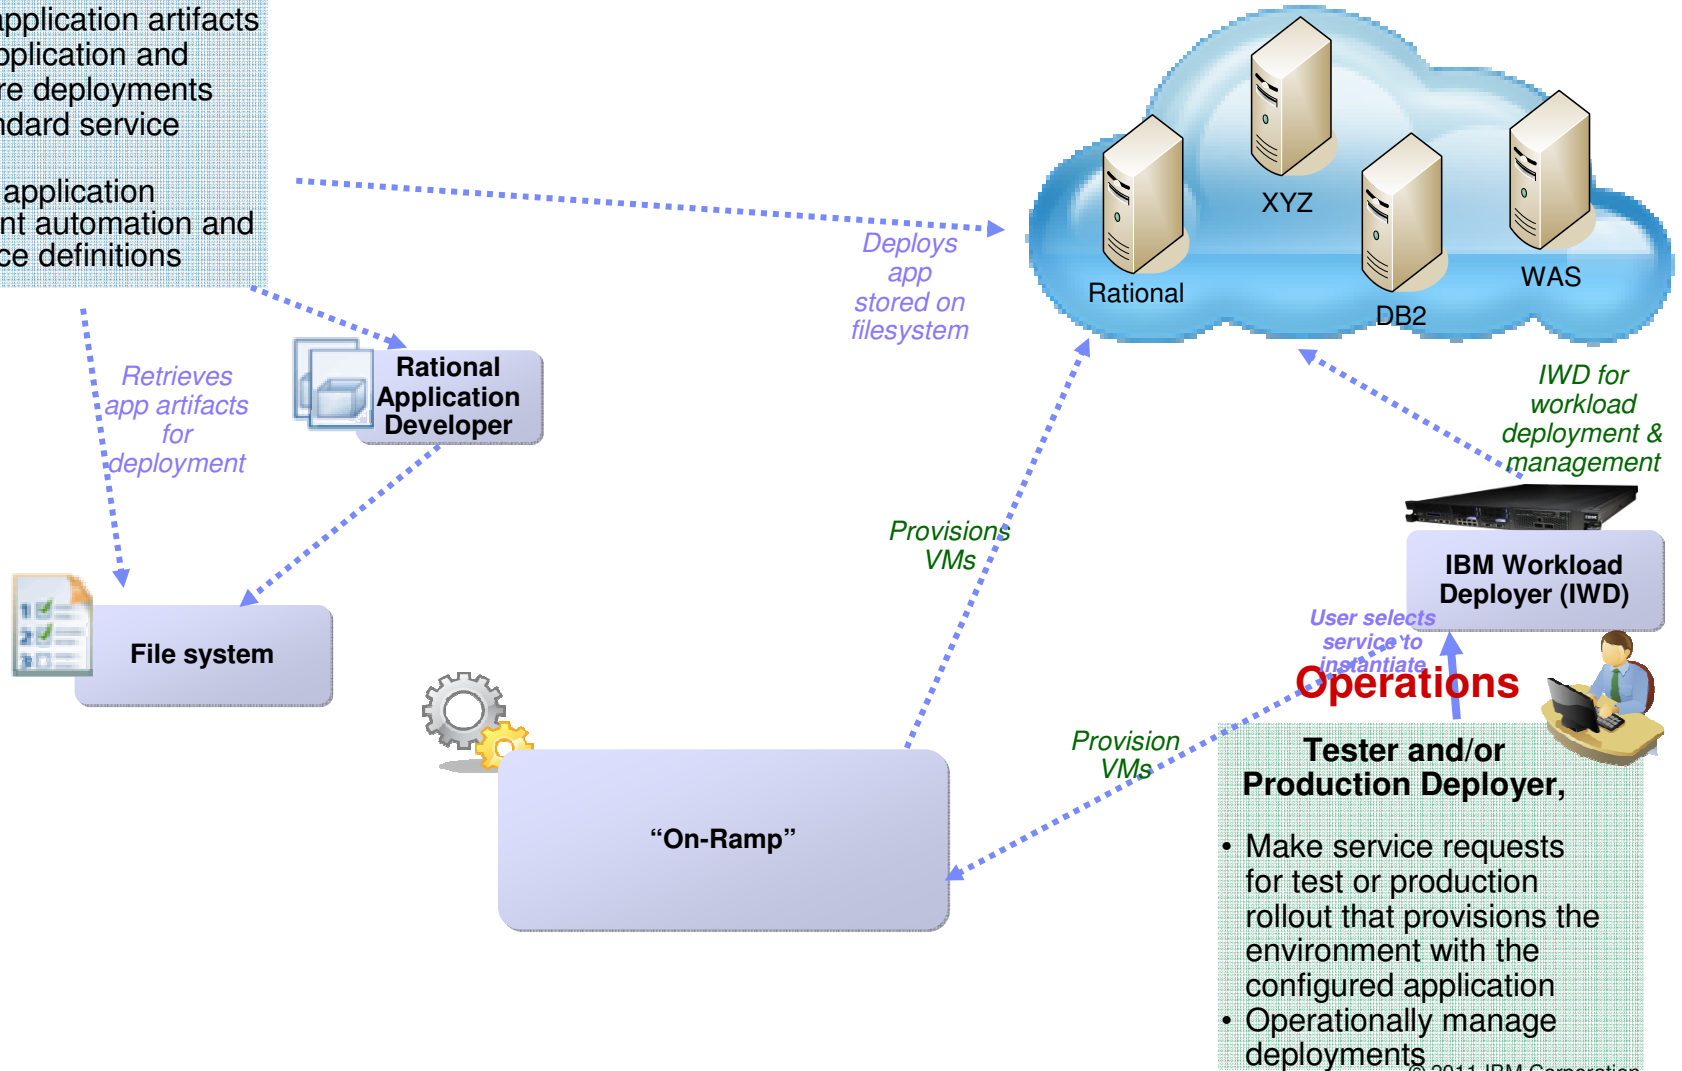 application artifacts
pplication and
re deployments
ndard service
application
nt automation and
ce definitions
XYZ
Rational
DB2
WAS
Deploys
app
stored on
filesystem
Retrieves
app artifacts
for
deployment
Rational
Application
Developer
IWD for
workload
deployment &
management
Provisions
VMs
IBM Workload
Deployer (IWD)
User selects
service to
instantiate
File system
Operations
Provision
VMs
Tester and/or
Production Deployer,
“On-Ramp”
• Make service requests
for test or production
rollout that provisions the
environment with the
configured application
• Operationally manage
deployments
© 2011 IBM Corporation